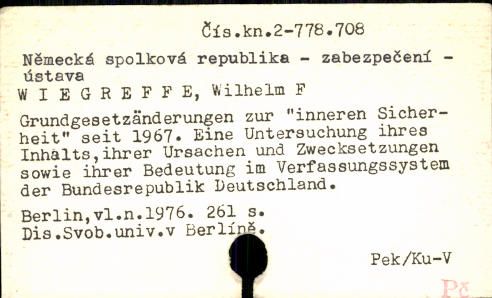 Čís.kn.2-778.708
Německá spolková republika - zabezpečení -
ústava
W I E G R E F F E, Wilhelm F
Grundgesetzänderungen zur "inneren Sicher-
heit" seit 1967. Eine Untersuchung ihres
Inhalts,ihrer Ursachen und Zwecksetzungen
sowie ihrer Bedeutung im Verfassungssystem
der Bundesrepublik Deutschland.
Berlin,vl.n.1976. 261 s.
Dis.Svob.univ.v Berlíně.
Pek/Ku-V
Pč